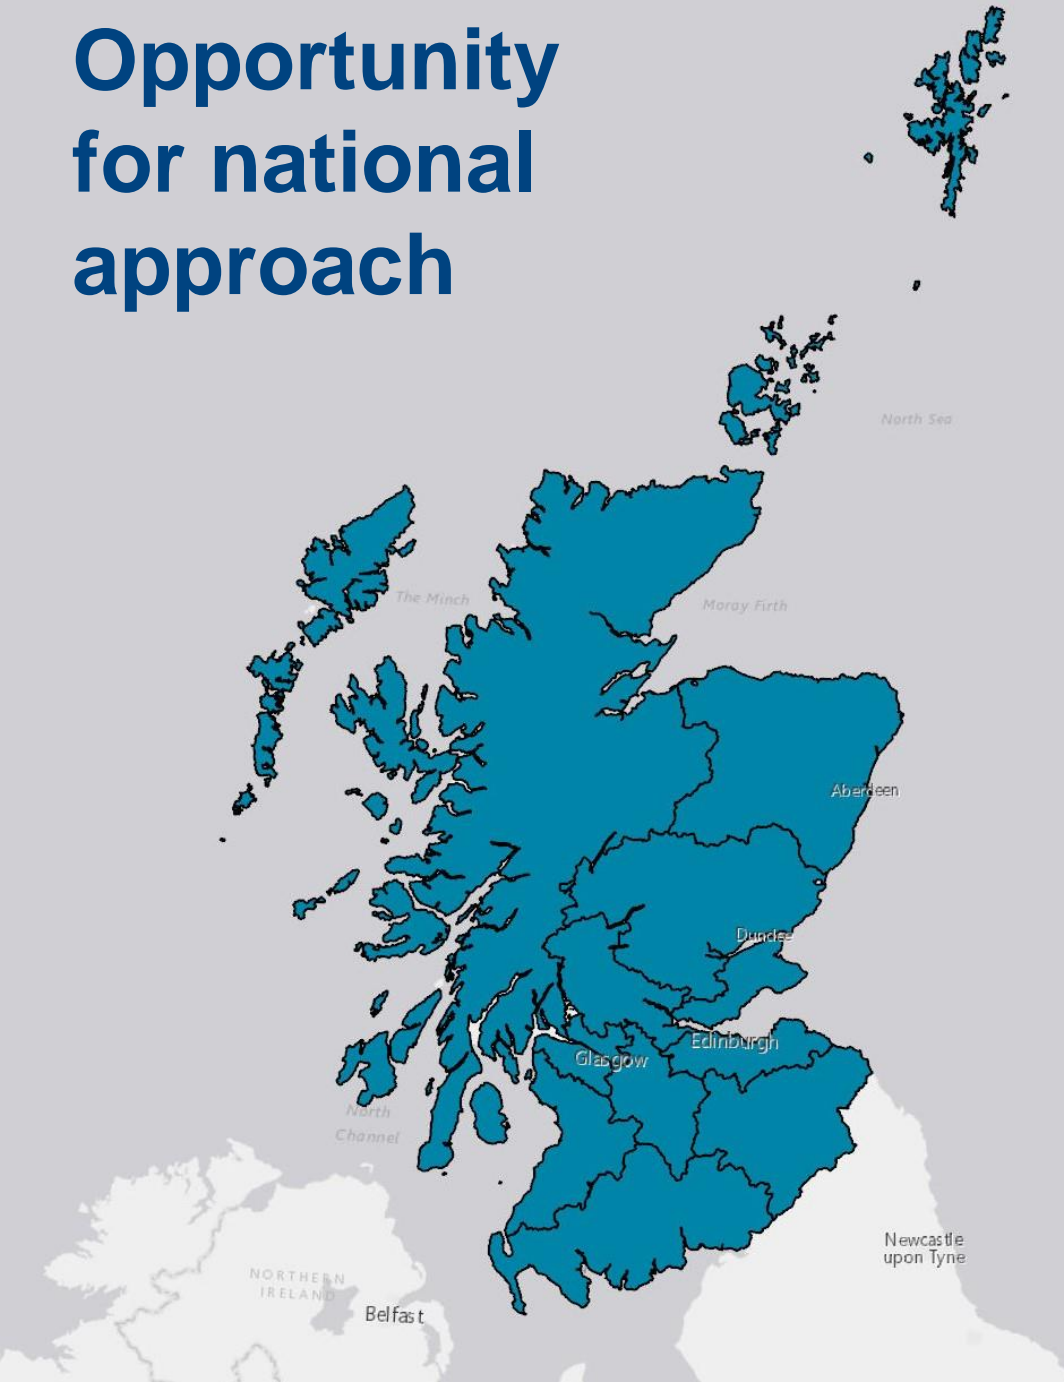 Opportunity
for national
approach
North Sea
The Minch
Moray Firth
Aberdeen
Dundee
Edinburgh
Glasgow
North
Channel
Newcastle
upon Tyne
NORTHERN
IRELAND
Belfast